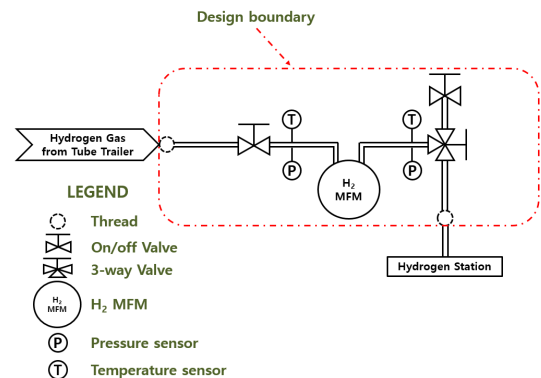 Design boundary
T
T
Hydrogen Gas
from Tube Trailer
P
P
H₂
MFM
LEGEND
Thread
On/off Valve
3-way Valve
H₂
MFM
H₂ MFM
P
Pressure sensor
T
Temperature sensor
Hydrogen Station